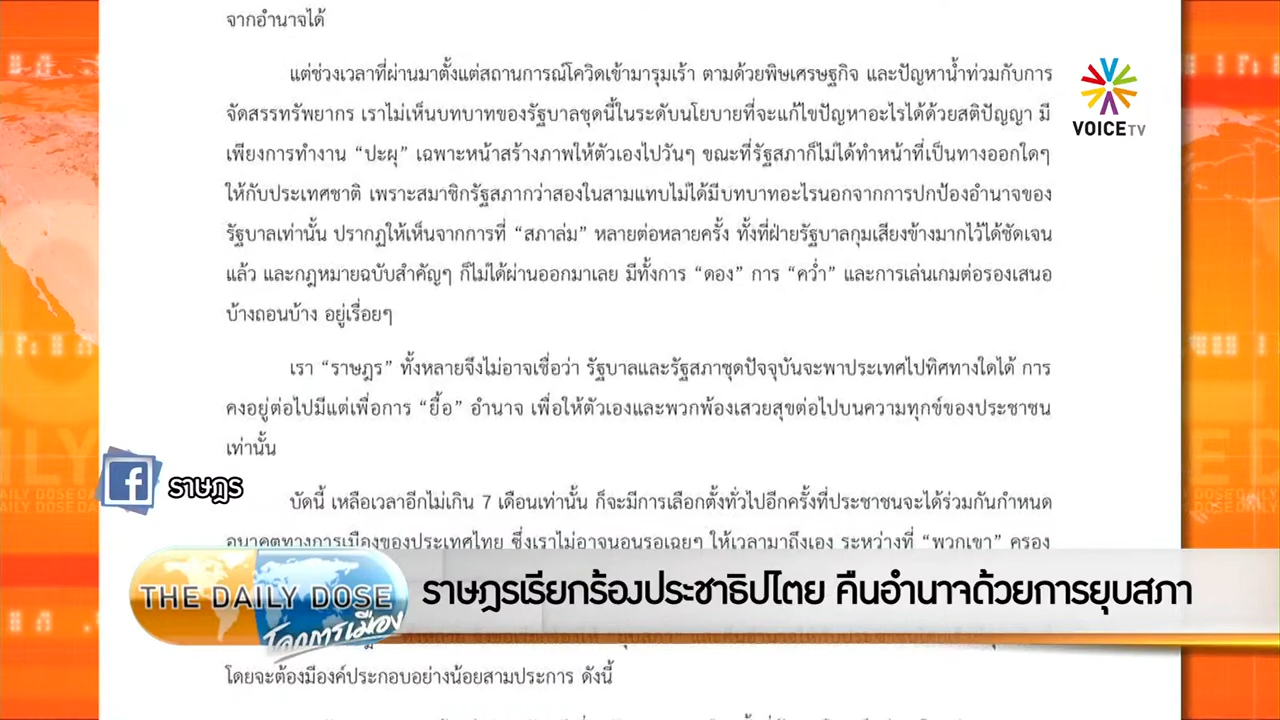 จากอำนาจได้
แต่ช่วงเวลาที่ผ่านมาตั้งแต่สถานการณ์โควิดเข้ามารุมเร้า ตามด้วยพิษเศรษฐกิจ และปัญหาน้ำท่วมกับการ
จัดสรรทรัพยากร เราไม่เห็นบทบาทของรัฐบาลชุดนี้ในระดับนโยบายที่จะแก้ไขปัญหาอะไรได้ด้วยสติปัญญา มี
เพียงการทำงาน “ปะผุ” เฉพาะหน้าสร้างภาพให้ตัวเองไปวันๆ ขณะที่รัฐสภาก็ไม่ได้ทำหน้าที่เป็นทางออกใดๆ
ให้กับประเทศชาติ เพราะสมาชิกรัฐสภากว่าสองในสามแทบไม่ได้มีบทบาทอะไรนอกจากการปกป้องอำนาจของ
รัฐบาลเท่านั้น ปรากฏให้เห็นจากการที่ “สภาล่ม” หลายต่อหลายครั้ง ทั้งที่ฝ่ายรัฐบาลกุมเสียงข้างมากไว้ได้ชัดเจน
แล้ว และกฎหมายฉบับสำคัญๆ ก็ไม่ได้ผ่านออกมาเลย มีทั้งการ “ดอง” การ “คว่ำ” และการเล่นเกมต่อรองเสนอ
บ้างถอนบ้าง อยู่เรื่อยๆ
เรา “ราษฎร” ทั้งหลายจึงไม่อาจเชื่อว่า รัฐบาลและรัฐสภาชุดปัจจุบันจะพาประเทศไปทิศทางใดได้ การ
คงอยู่ต่อไปมีแต่เพื่อการ “ยื้อ” อำนาจ เพื่อให้ตัวเองและพวกพ้องเสวยสุขต่อไปบนความทุกข์ของประชาชน
เท่านั้น
บัดนี้ เหลือเวลาอีกไม่เกิน 7 เดือนเท่านั้น ก็จะมีการเลือกตั้งทั่วไปอีกครั้งที่ประชาชนจะได้ร่วมกันกำหนด
อนาคตทางการเมืองของประเทศไทย ซึ่งเราไม่อาจนอนรอเฉยๆ ให้เวลามาถึงเอง ระหว่างที่ “พวกเขา” ครอง
โดยจะต้องมีองค์ประกอบอย่างน้อยสามประการ ดังนี้
VOICE TV
ราษฎร
THE DAILY DOSE
โลกการเมือง
ราษฎรเรียกร้องประชาธิปไตย คืนอำนาจด้วยการยุบสภา